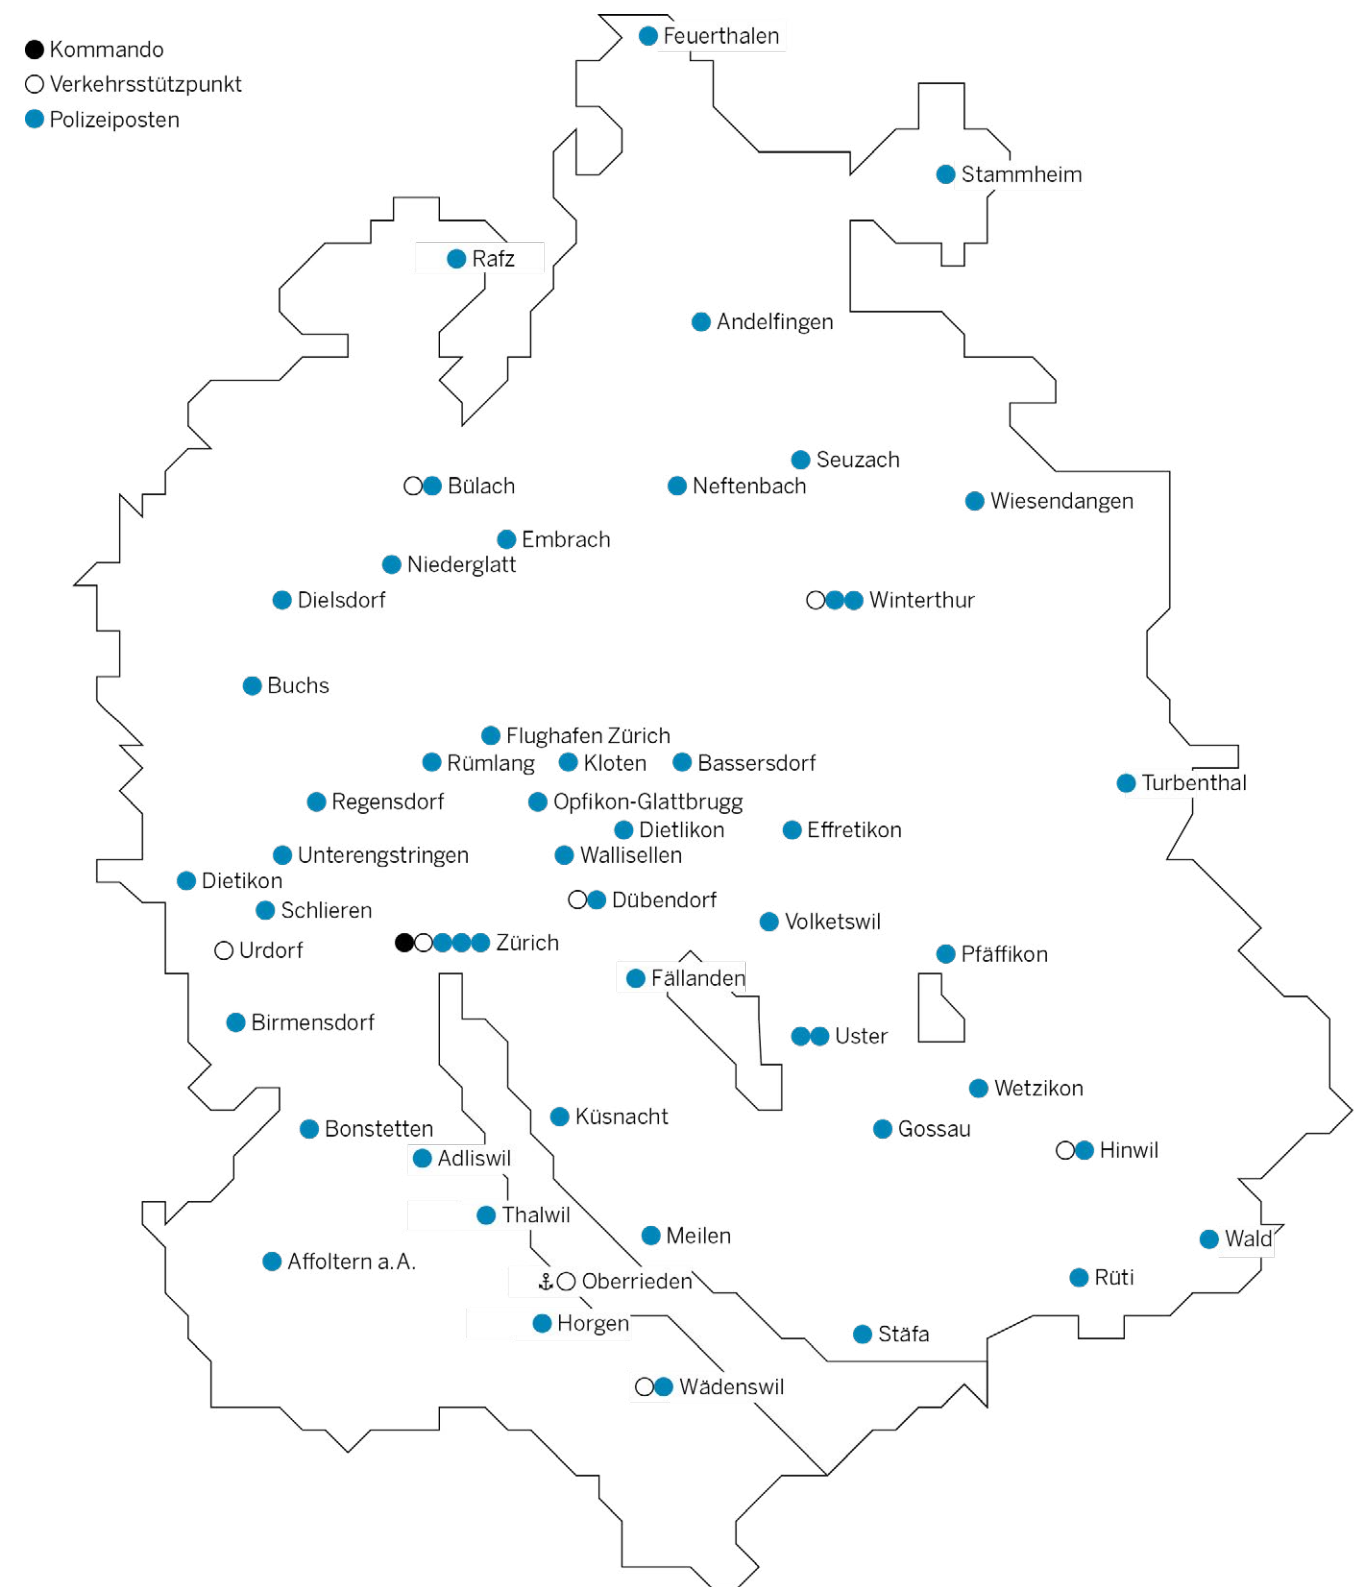 Kommando
Verkehrsstützpunkt
Polizeiposten
Feuerthalen
Stammheim
Rafz
Andelfingen
Seuzach
Bülach
Neftenbach
Wiesendangen
Embrach
Niederglatt
Dielsdorf
Winterthur
Buchs
Flughafen Zürich
Rümlang
Kloten
Bassersdorf
Turbenthal
Regensdorf
Opfikon-Glattbrugg
Dietlikon
Effretikon
Unterengstringen
Wallisellen
Dietikon
Dübendorf
Schlieren
Volketswil
Urdorf
Zürich
Pfäffikon
Fällanden
Birmensdorf
Uster
Wetzikon
Küsnacht
Bonstetten
Gossau
Adliswil
Hinwil
Thalwil
Meilen
Wald
Affoltern a.A.
Rüti
Oberrieden
Horgen
Stäfa
Wädenswil